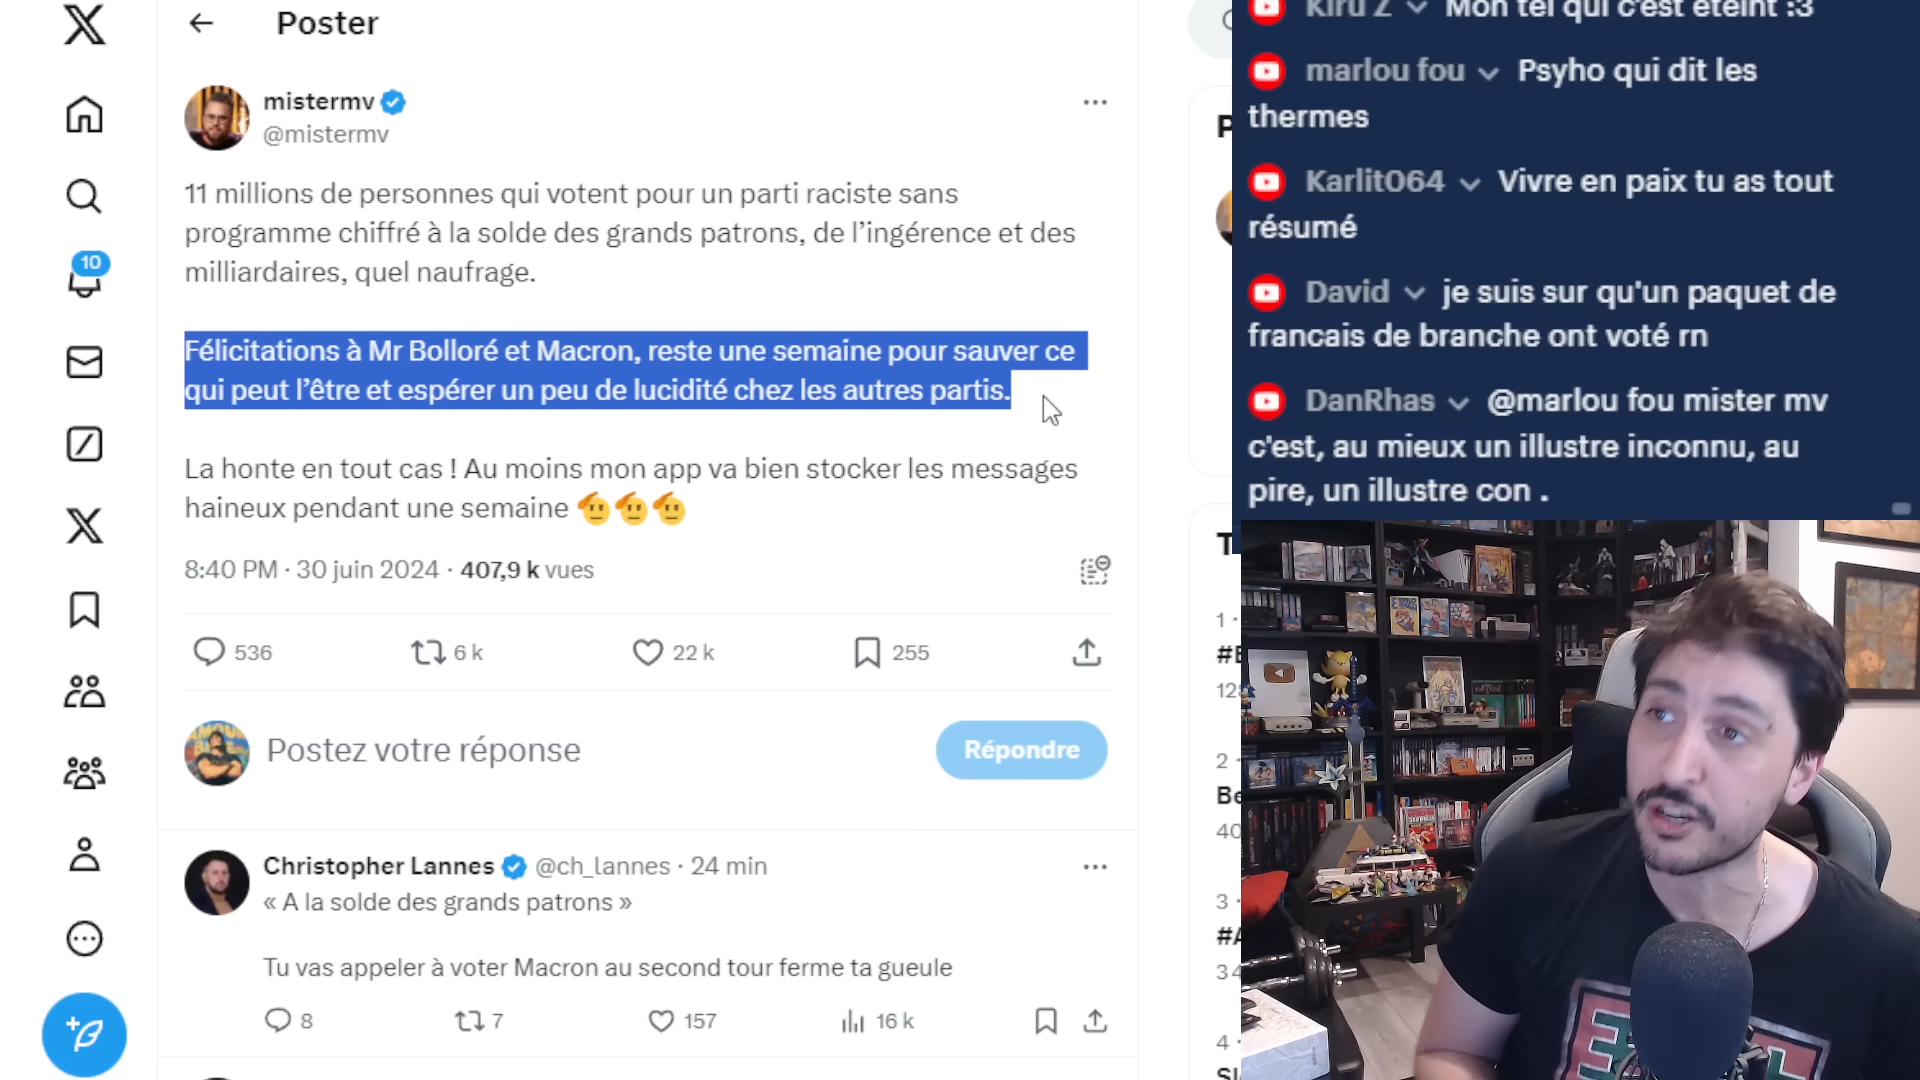 Poster
mistermv
@mistermv
11 millions de personnes qui votent pour un parti raciste sans
programme chiffré à la solde des grands patrons, de l’ingérence et des
milliardaires, quel naufrage.
Félicitations à Mr Bolloré et Macron, reste une semaine pour sauver ce
qui peut l’être et espérer un peu de lucidité chez les autres partis.
La honte en tout cas ! Au moins mon app va bien stocker les messages
haineux pendant une semaine 🫡🫡🫡
8:40 PM · 30 juin 2024 · 407,9 k vues
536
6 k
22 k
255
Postez votre réponse
Répondre
Christopher Lannes @ch_lannes · 24 min
« A la solde des grands patrons »
Tu vas appeler à voter Macron au second tour ferme ta gueule
8
7
157
16 k
10
Kiru Z Mon tel qui c'est éteint :3
marlou fou Psyho qui dit les
thermes
Karlit064 Vivre en paix tu as tout
résumé
David je suis sur qu'un paquet de
francais de branche ont voté rn
DanRhas @marlou fou mister mv
c'est, au mieux un illustre inconnu, au
pire, un illustre con .
1 ·
2 ·
3 ·
4 ·